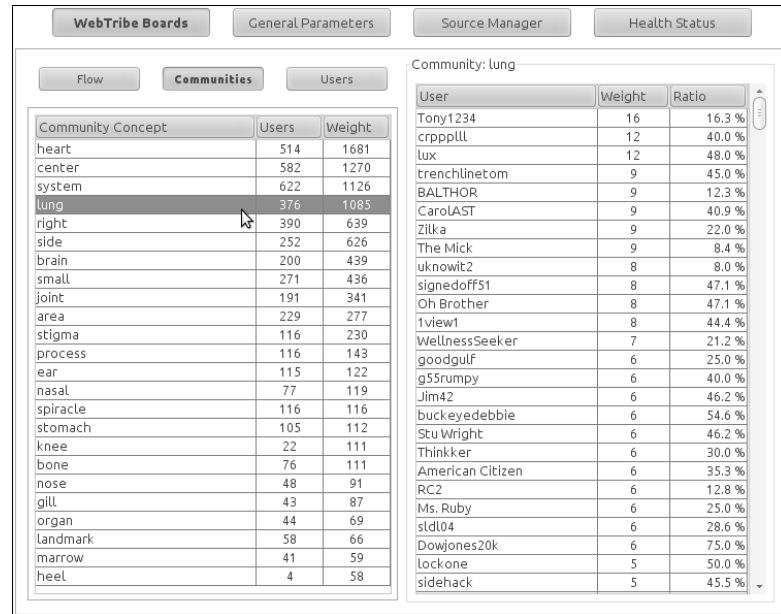 WebTribe Boards General Parameters Source Manager Health Status
Flow Communities Users
Community Concept Users Weight
heart 514 1681
center 582 1270
system 622 1126
lung 376 1085
right 390 639
side 252 626
brain 200 439
small 271 436
joint 191 341
area 229 277
stigma 116 230
process 116 143
ear 115 122
nasal 77 119
spiracle 116 116
stomach 105 112
knee 22 111
bone 76 111
nose 48 91
gill 43 87
organ 44 69
landmark 58 66
marrow 41 59
heel 4 58
Community: lung
User Weight Ratio
Tony1234 16 16.3 %
crppplll 12 40.0 %
lux 12 48.0 %
trenchlinetom 9 45.0 %
BALTHOR 9 12.3 %
CarolAST 9 40.9 %
Zilka 9 22.0 %
The Mick 9 8.4 %
uknowit2 8 8.0 %
signedoff51 8 47.1 %
Oh Brother 8 47.1 %
1view1 8 44.4 %
WellnessSeeker 7 21.2 %
goodgulf 6 25.0 %
g55rumpy 6 40.0 %
Jim42 6 46.2 %
buckeyedebbie 6 54.6 %
Stu Wright 6 46.2 %
Thinkker 6 30.0 %
American Citizen 6 35.3 %
RC2 6 12.8 %
Ms. Ruby 6 25.0 %
sldl04 6 28.6 %
Dowjones20k 6 75.0 %
lockone 5 50.0 %
sidehack 5 45.5 %